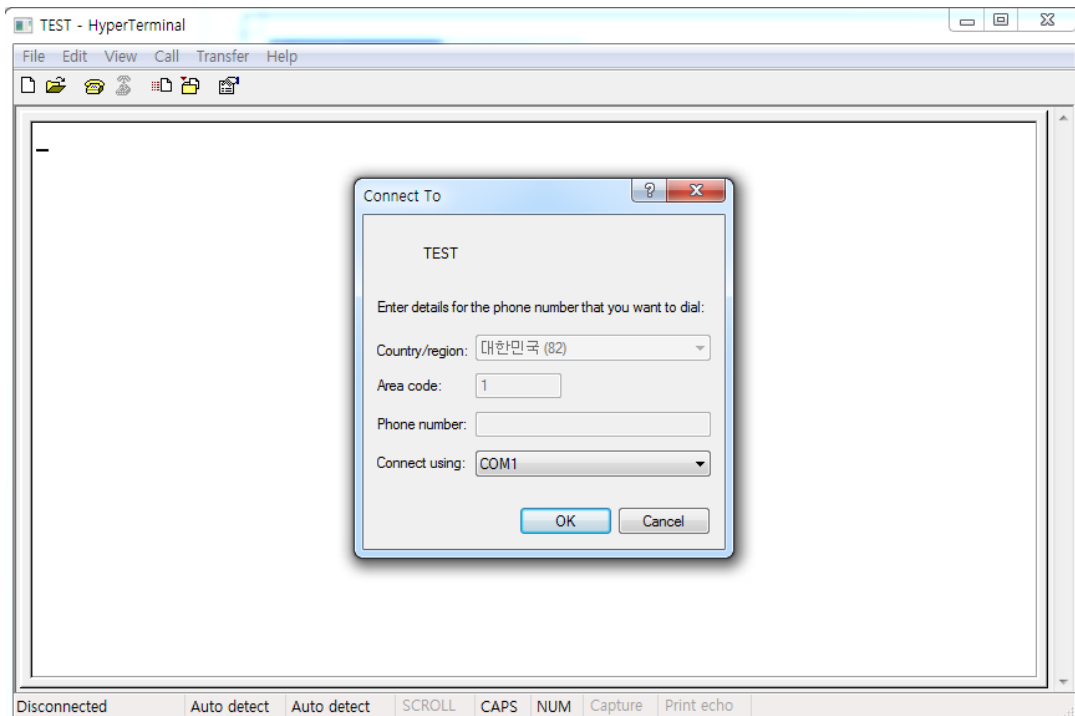 TEST - HyperTerminal
File Edit View Call Transfer Help
Connect To
TEST
Enter details for the phone number that you want to dial:
Country/region: 대한민국 (82)
Area code: 1
Phone number:
Connect using: COM1
OK Cancel
Disconnected Auto detect Auto detect SCROLL CAPS NUM Capture Print echo